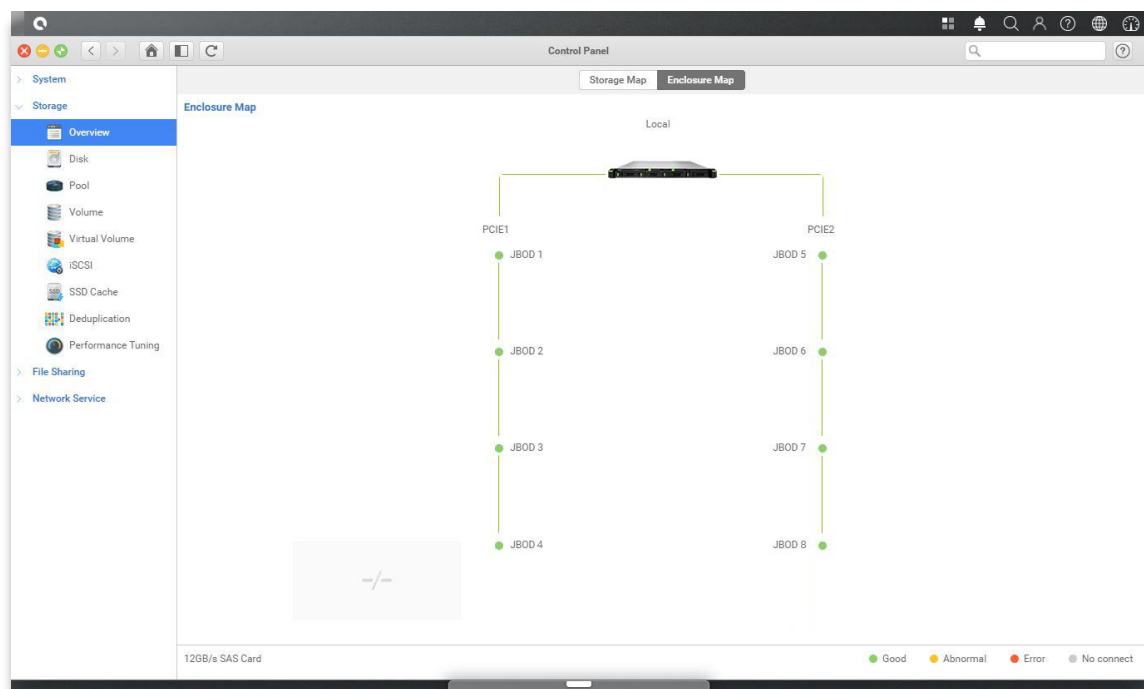 Control Panel
System
Storage
Overview
Disk
Pool
Volume
Virtual Volume
iSCSI
SSD Cache
Deduplication
Performance Tuning
File Sharing
Network Service
Storage Map Enclosure Map
Enclosure Map
Local
PCIE1 PCIE2
JBOD 1 JBOD 5
JBOD 2 JBOD 6
JBOD 3 JBOD 7
JBOD 4 JBOD 8
-/-
12GB/s SAS Card
Good Abnormal Error No connect